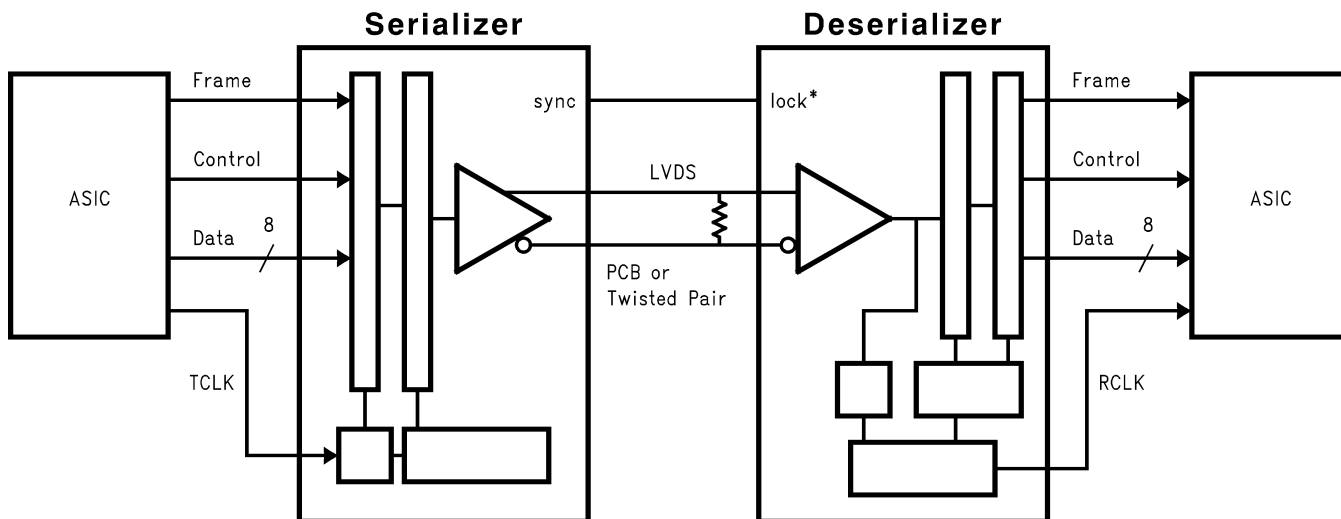 Serializer
Deserializer
Frame
sync
lock*
Frame
Control
LVDS
Control
ASIC
ASIC
Data
8
Data
8
PCB or
Twisted Pair
TCLK
RCLK